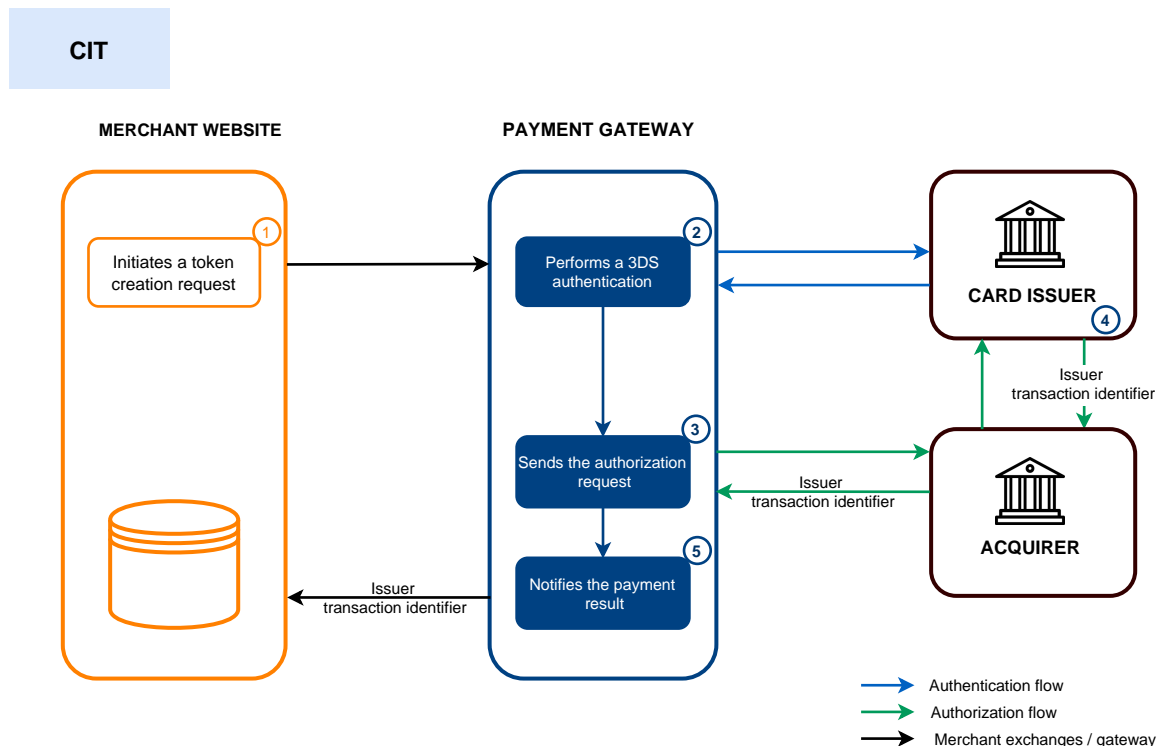 CIT
MERCHANT WEBSITE
PAYMENT GATEWAY
1
Initiates a token
creation request
2
Performs a 3DS
authentication
CARD ISSUER
4
Issuer
transaction identifier
3
Sends the authorization
request
Issuer
transaction identifier
ACQUIRER
5
Notifies the payment
result
Issuer
transaction identifier
Authentication flow
Authorization flow
Merchant exchanges / gateway